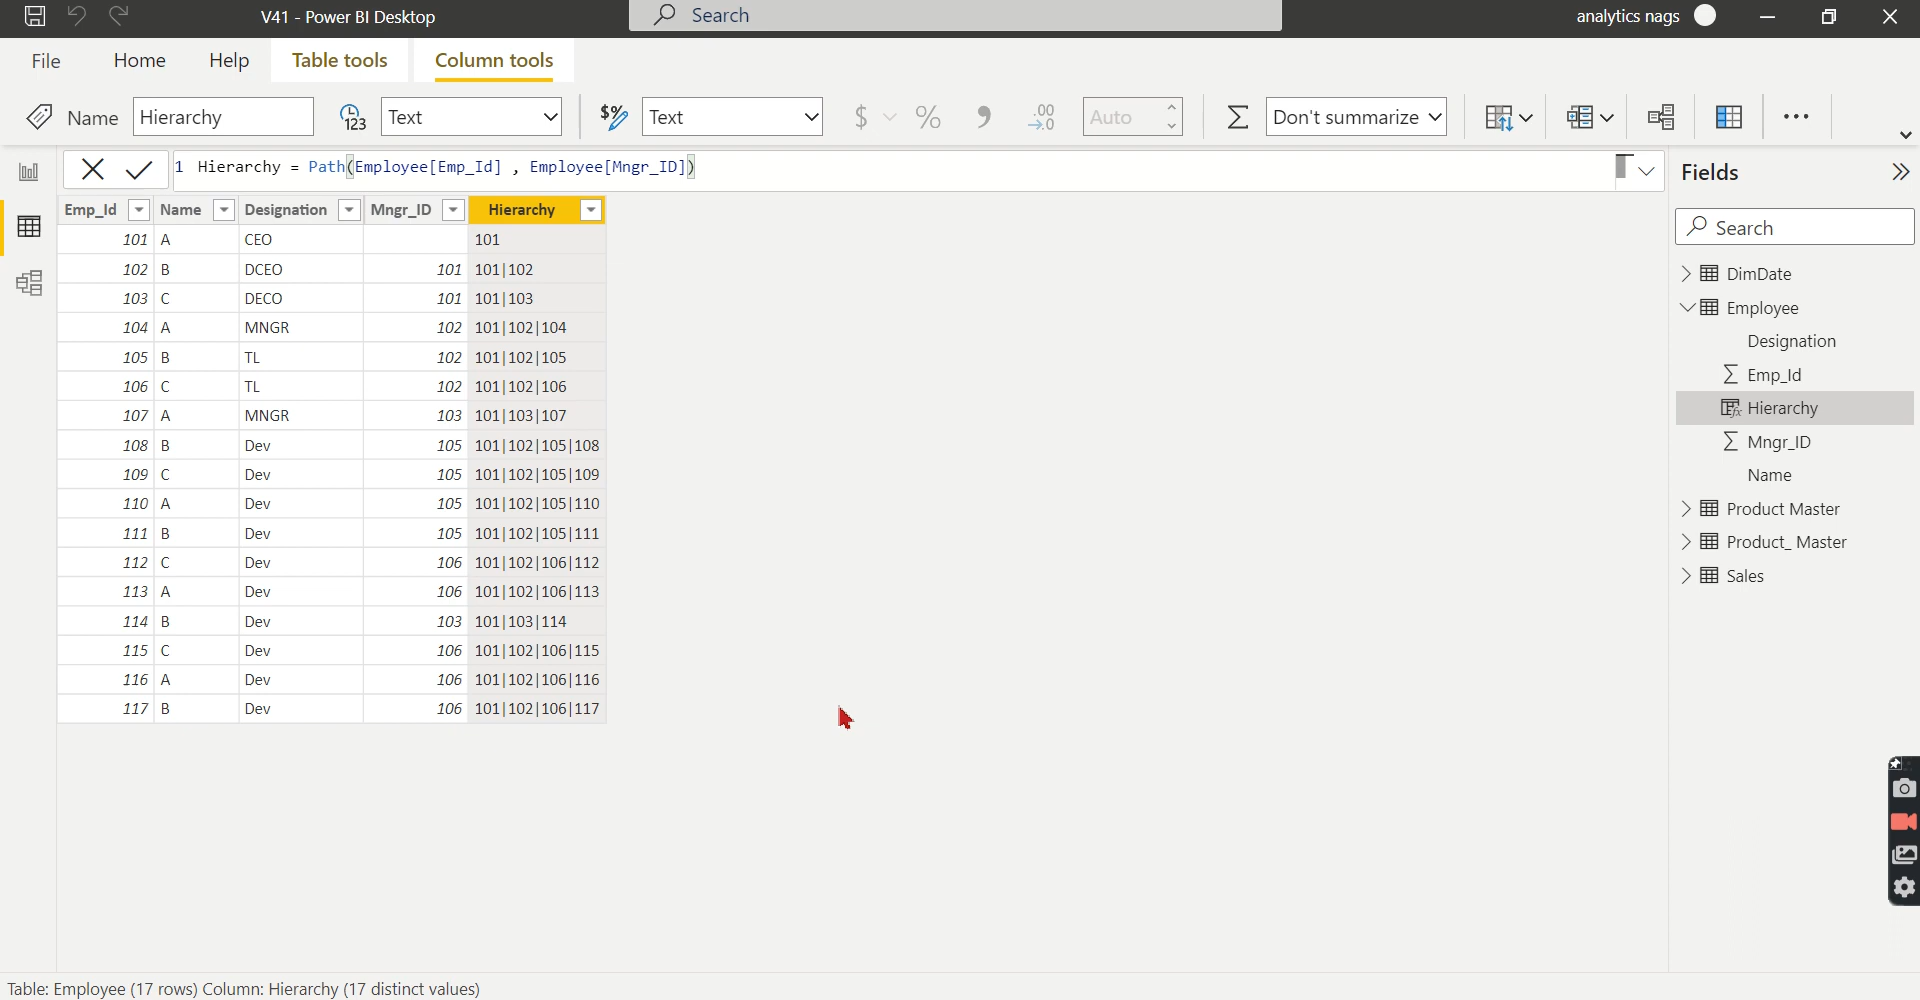 V41 - Power BI Desktop
Search
analytics nags
File
Home
Help
Table tools
Column tools
Name
Hierarchy
Text
Text
$
%
Auto
Don't summarize
1 Hierarchy = Path(Employee[Emp_Id] , Employee[Mngr_ID])
Emp_Id Name Designation Mngr_ID Hierarchy
101 A CEO 101
102 B DCEO 101 101|102
103 C DECO 101 101|103
104 A MNGR 102 101|102|104
105 B TL 102 101|102|105
106 C TL 102 101|102|106
107 A MNGR 103 101|103|107
108 B Dev 105 101|102|105|108
109 C Dev 105 101|102|105|109
110 A Dev 105 101|102|105|110
111 B Dev 105 101|102|105|111
112 C Dev 106 101|102|106|112
113 A Dev 106 101|102|106|113
114 B Dev 103 101|103|114
115 C Dev 106 101|102|106|115
116 A Dev 106 101|102|106|116
117 B Dev 106 101|102|106|117
Fields
Search
DimDate
Employee
Designation
Emp_Id
Hierarchy
Mngr_ID
Name
Product Master
Product_ Master
Sales
Table: Employee (17 rows) Column: Hierarchy (17 distinct values)